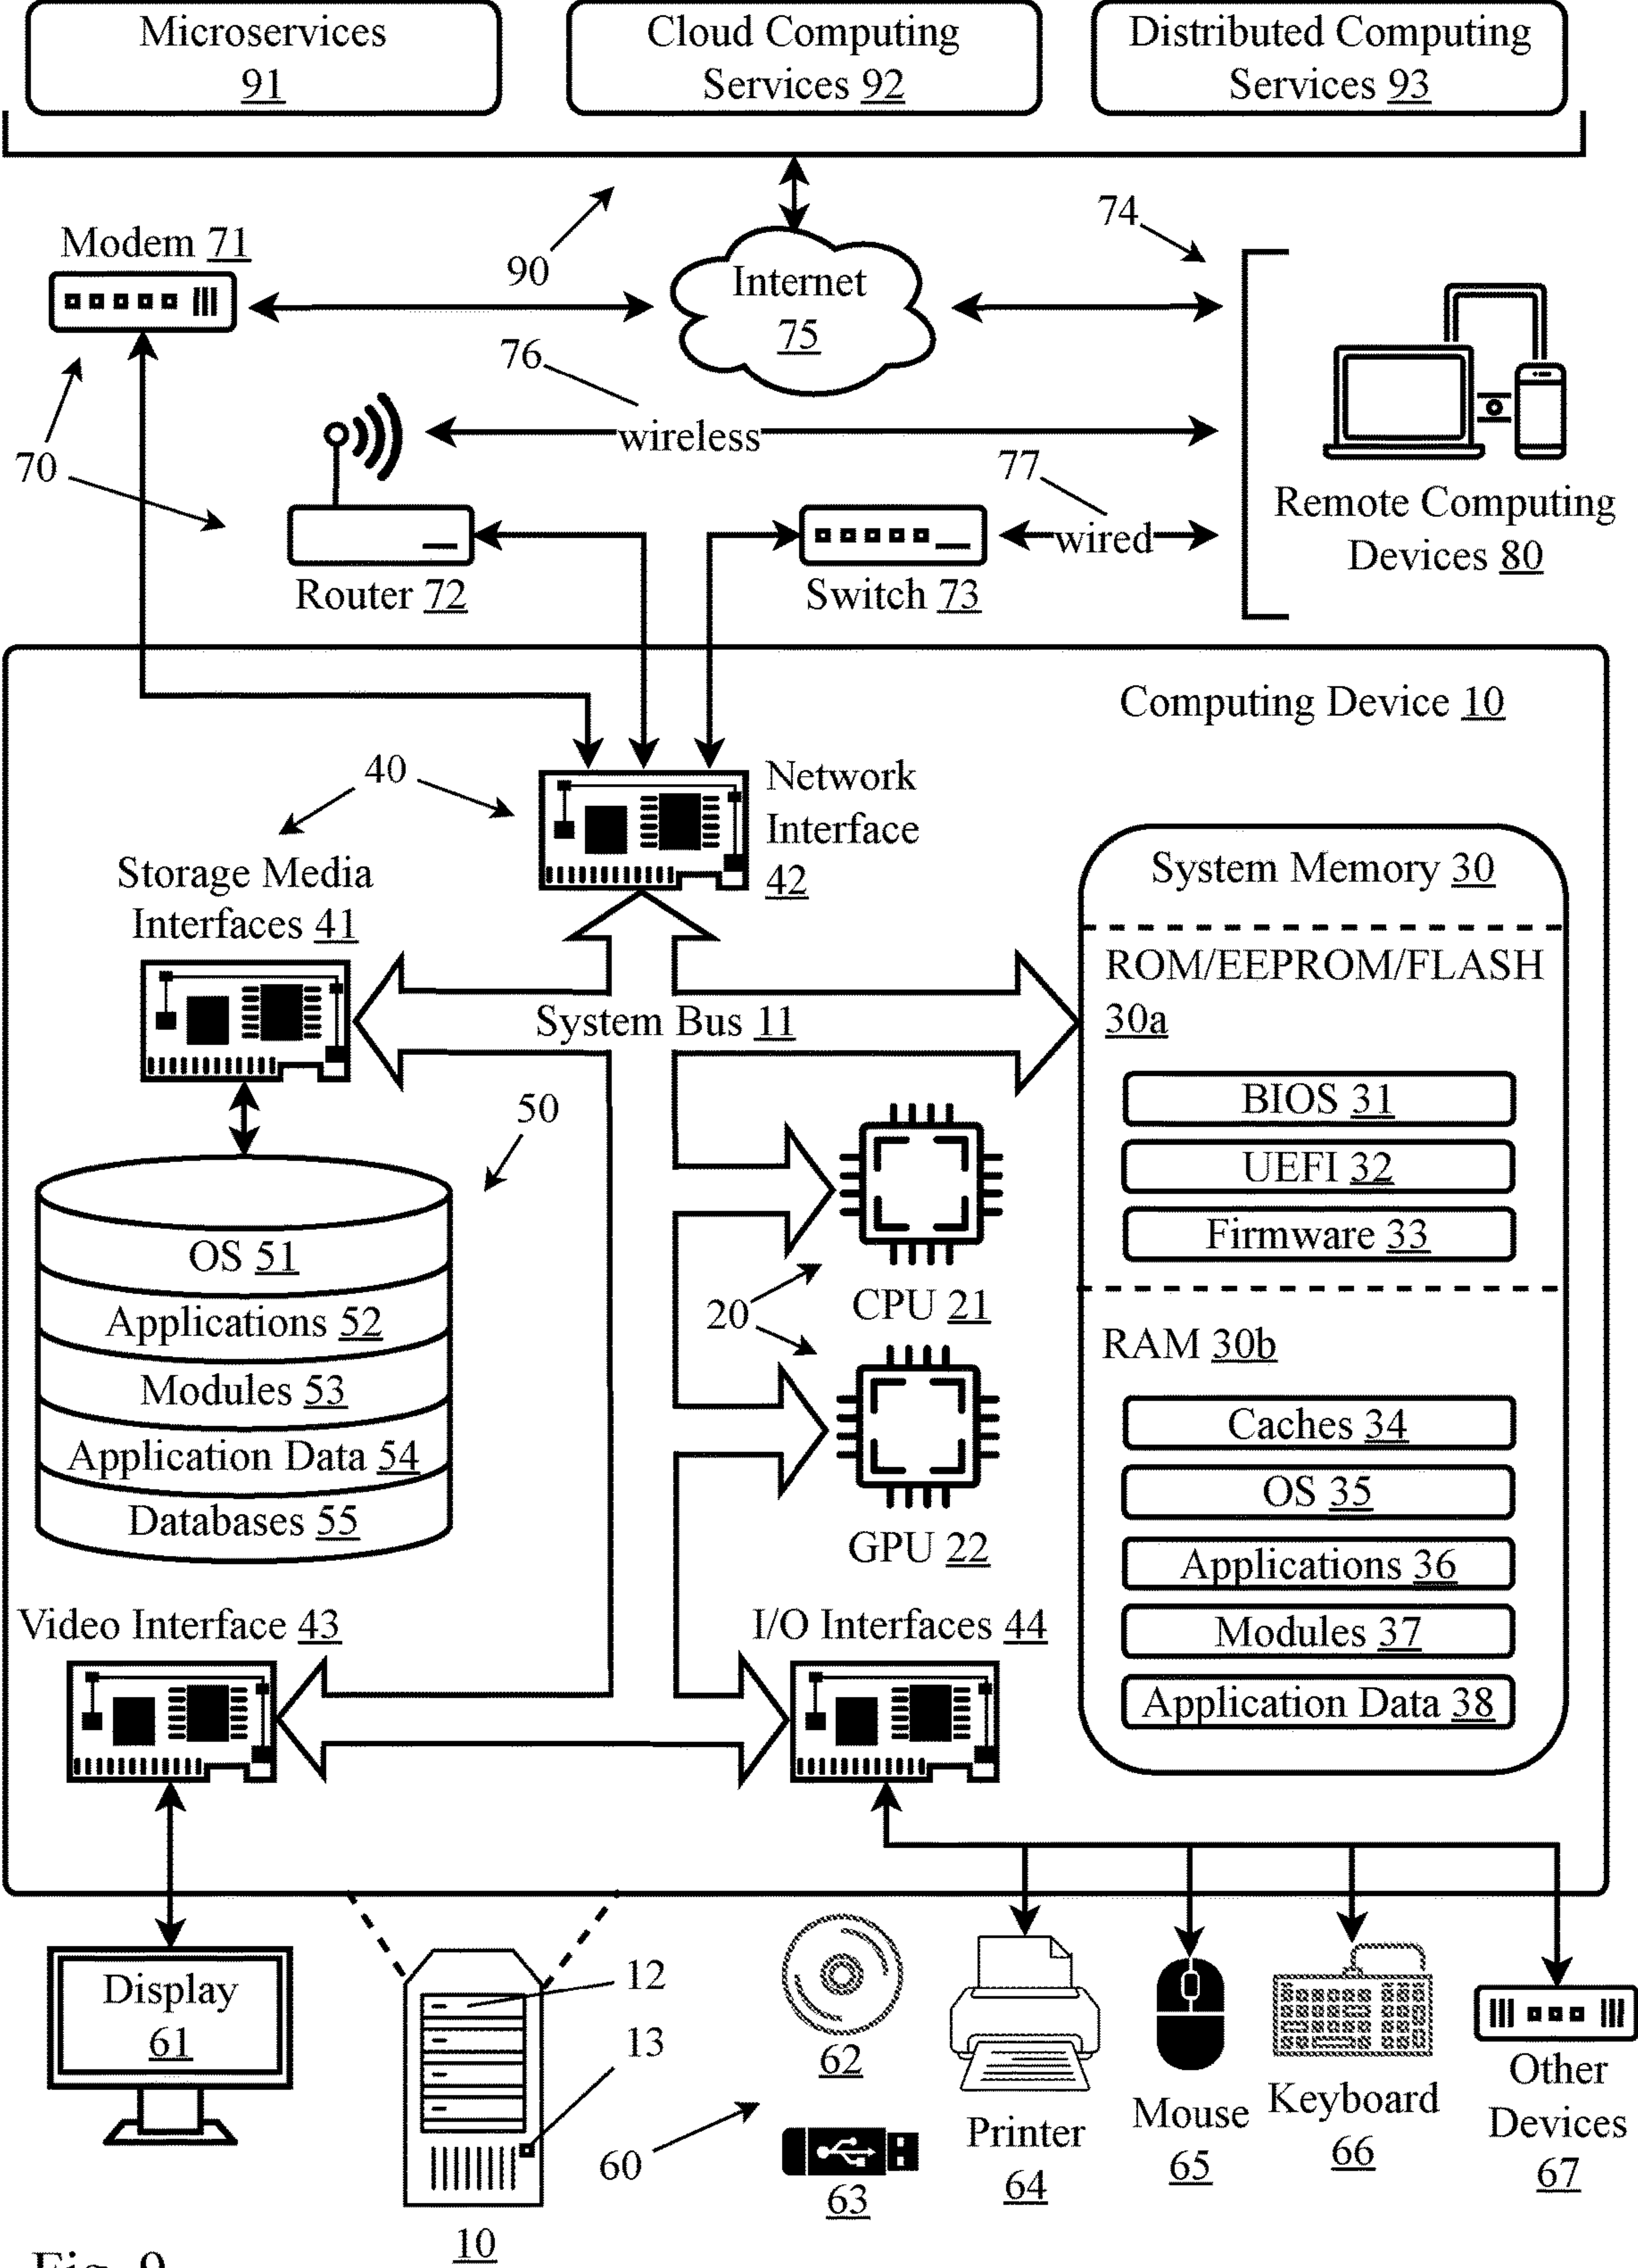 Microservices
91
Cloud Computing
Services 92
Distributed Computing
Services 93
74
Modem 71
90
Internet
75
76
wireless
70
77
wired
Remote Computing
Devices 80
Router 72
Switch 73
Computing Device 10
40
Network
Interface
42
Storage Media
Interfaces 41
System Memory 30
ROM/EEPROM/FLASH
30a
System Bus 11
BIOS 31
UEFI 32
Firmware 33
50
OS 51
Applications 52
Modules 53
Application Data 54
Databases 55
20
CPU 21
GPU 22
RAM 30b
Caches 34
OS 35
Applications 36
Modules 37
Application Data 38
Video Interface 43
I/O Interfaces 44
Display
61
12
13
10
60
62
63
Printer
64
Mouse
65
Keyboard
66
Other
Devices
67
Fig. 9